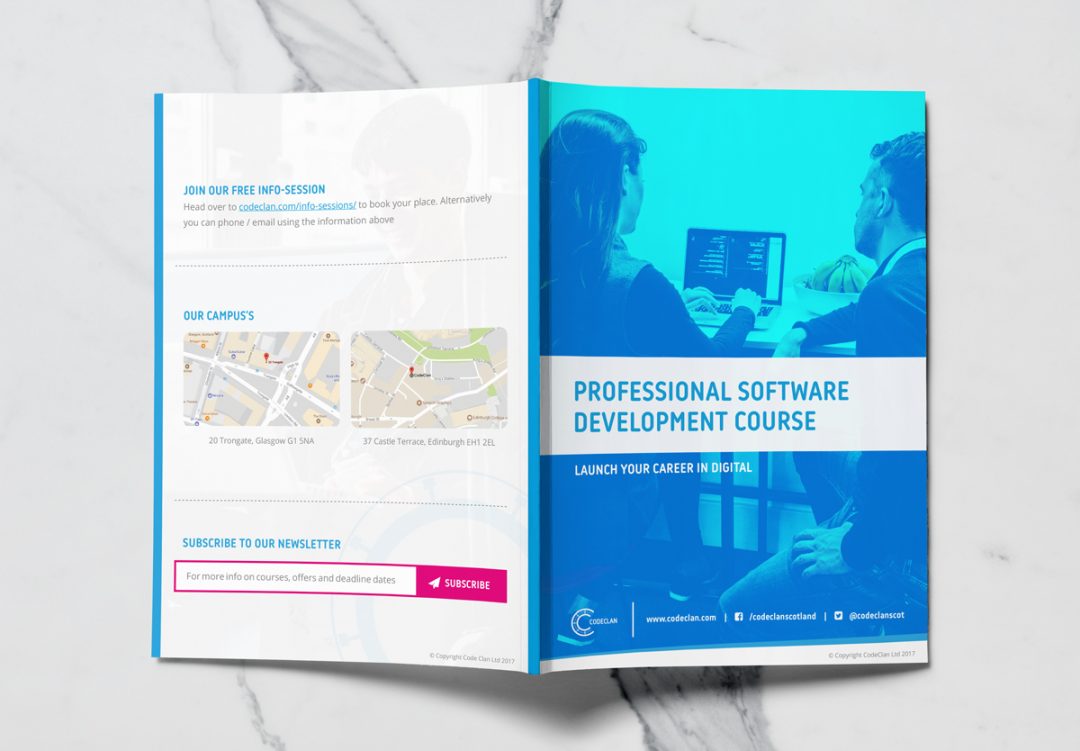 JOIN OUR FREE INFO-SESSION
Head over to codeclan.com/info-sessions/ to book your place. Alternatively
you can phone / email using the information above
OUR CAMPUS'S
20 Trongate
CodeClan
20 Trongate, Glasgow G1 5NA
37 Castle Terrace, Edinburgh EH1 2EL
SUBSCRIBE TO OUR NEWSLETTER
For more info on courses, offers and deadline dates
SUBSCRIBE
© Copyright Code Clan Ltd 2017
PROFESSIONAL SOFTWARE
DEVELOPMENT COURSE
LAUNCH YOUR CAREER IN DIGITAL
CODECLAN
www.codeclan.com | /codeclanscotland | @codeclanscot
© Copyright CodeClan Ltd 2017